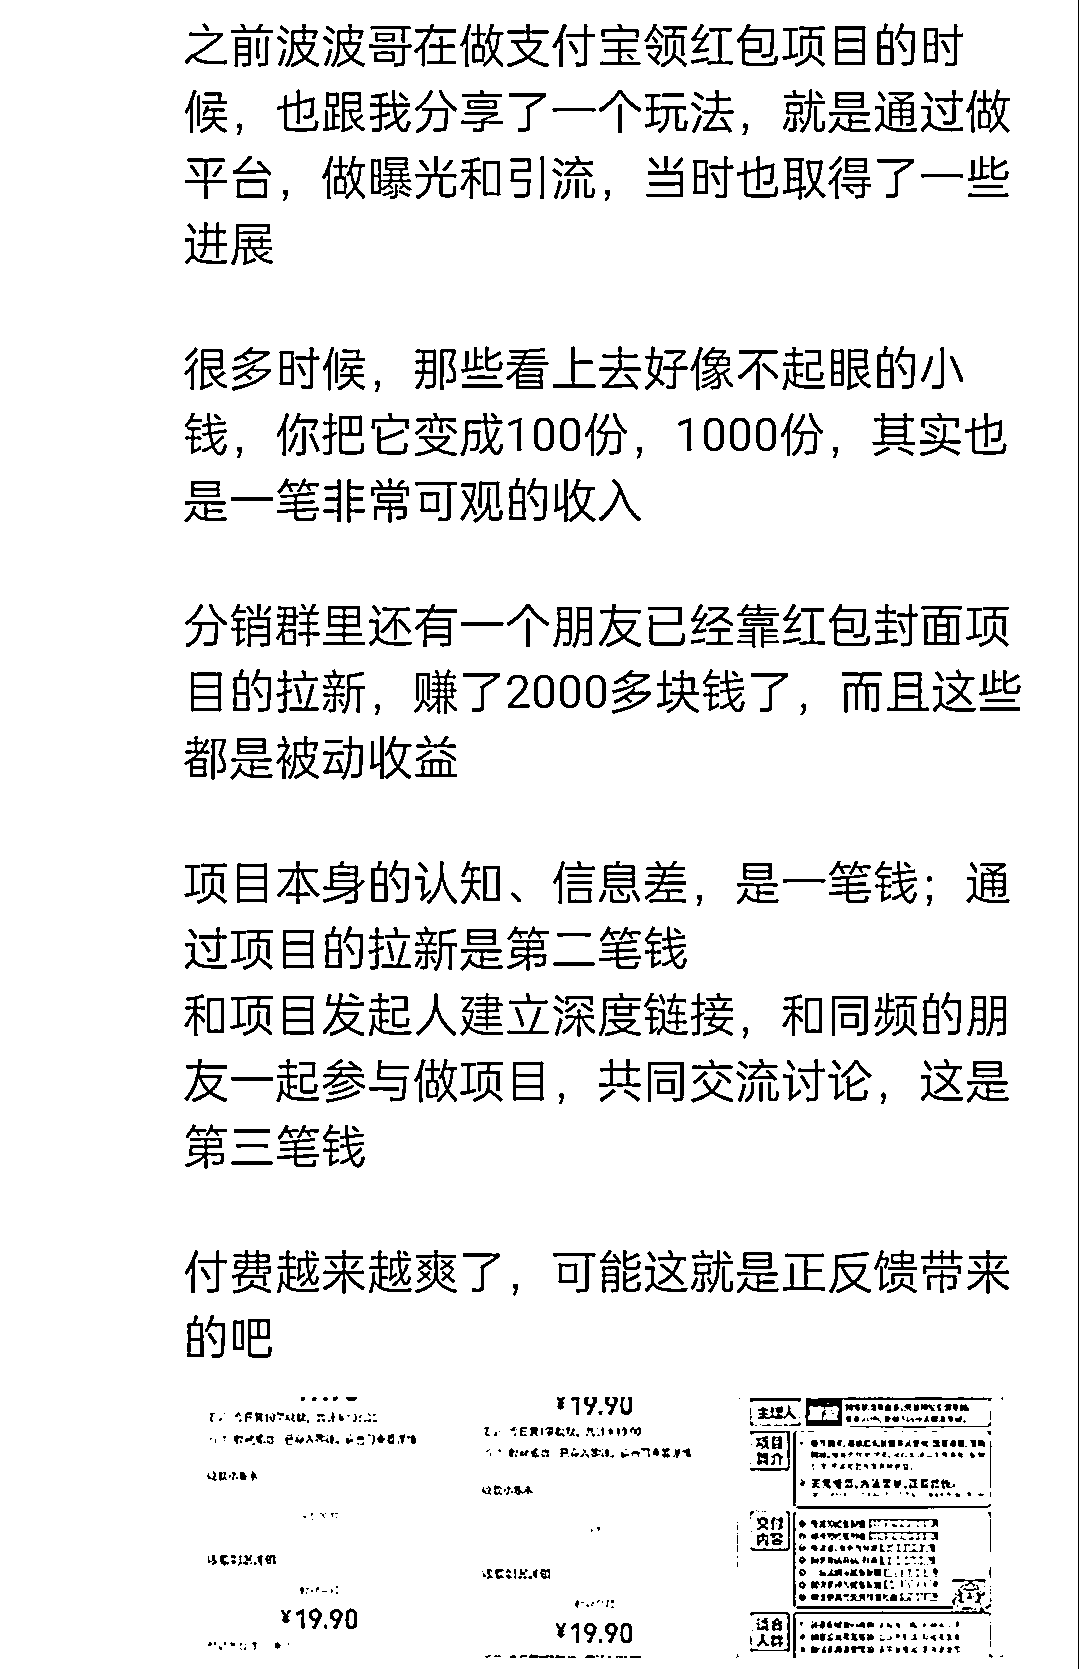 之前波波哥在做支付宝领红包项目的时
候，也跟我分享了一个玩法，就是通过做
平台，做曝光和引流，当时也取得了一些
进展
很多时候，那些看上去好像不起眼的小
钱，你把它变成100份，1000份，其实也
是一笔非常可观的收入
分销群里还有一个朋友已经靠红包封面项
目的拉新，赚了2000多块钱了，而且这些
都是被动收益
项目本身的认知、信息差，是一笔钱；通
过项目的拉新是第二笔钱
和项目发起人建立深度链接，和同频的朋
友一起参与做项目，共同交流讨论，这是
第三笔钱
付费越来越爽了，可能这就是正反馈带来
的吧
¥19.90
¥19.90
¥19.90
主理人
项目
简介
交付
内容
适合
人群